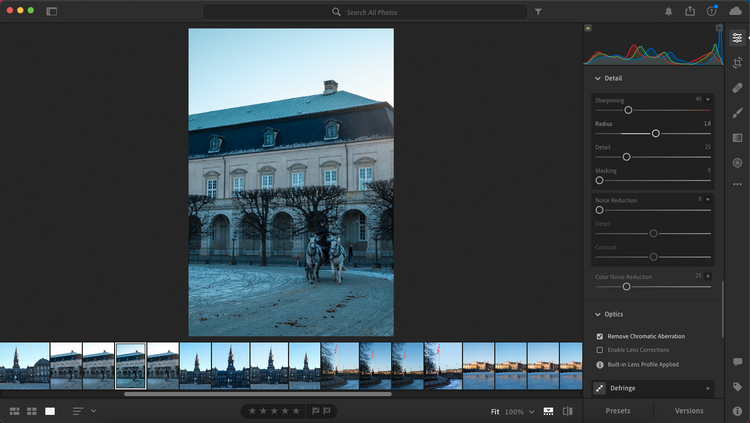 Search All Photos
Detail
Sharpening 40
Radius 1,8
Detail 25
Masking 0
Noise Reduction 0
Detail
Contrast
Color Noise Reduction 25
Optics
Remove Chromatic Aberration
Enable Lens Corrections
Built-in Lens Profile Applied
Defringe
Fit 100%
Presets Versions